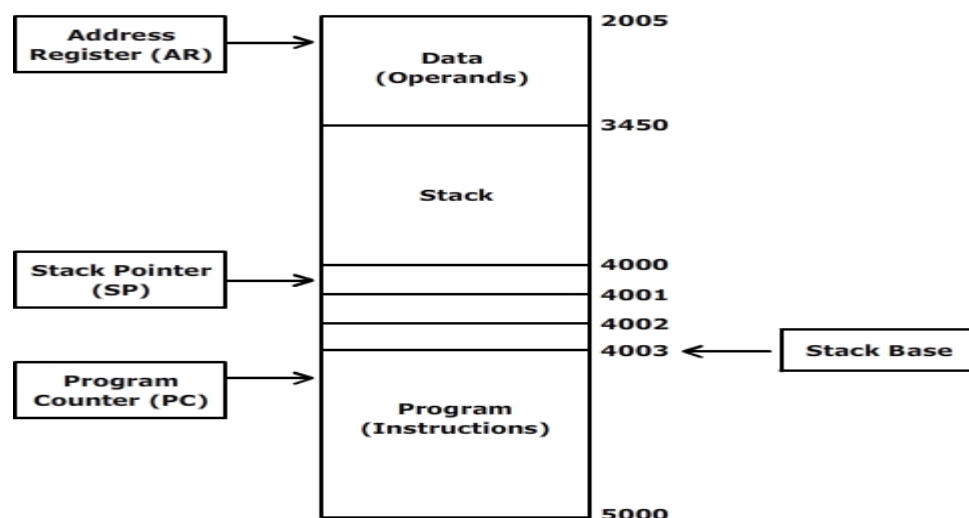 Address
Register (AR)
2005
Data
(Operands)
3450
Stack
Stack Pointer
(SP)
4000
4001
4002
4003
Stack Base
Program
Counter (PC)
Program
(Instructions)
5000